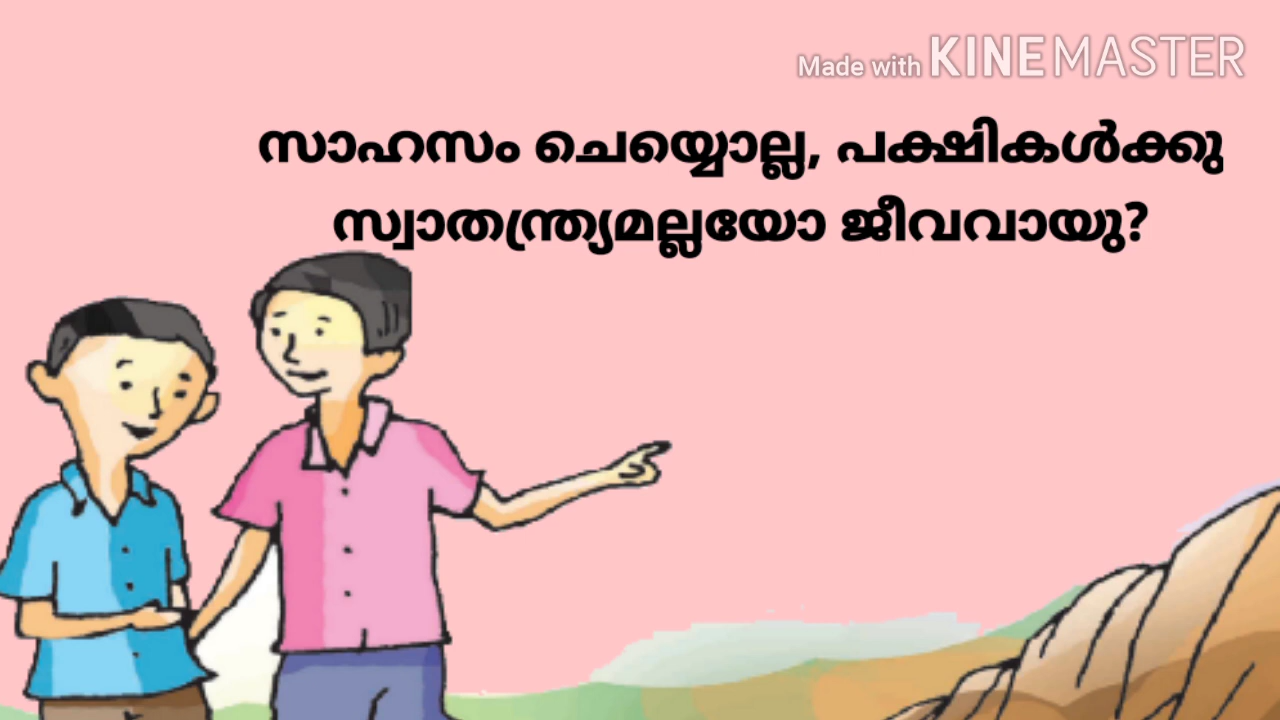 Made with KINEMASTER
സാഹസം ചെയ്യൊല്ല, പക്ഷികൾക്കു
സ്വാതന്ത്ര്യമല്ലയോ ജീവവായു?